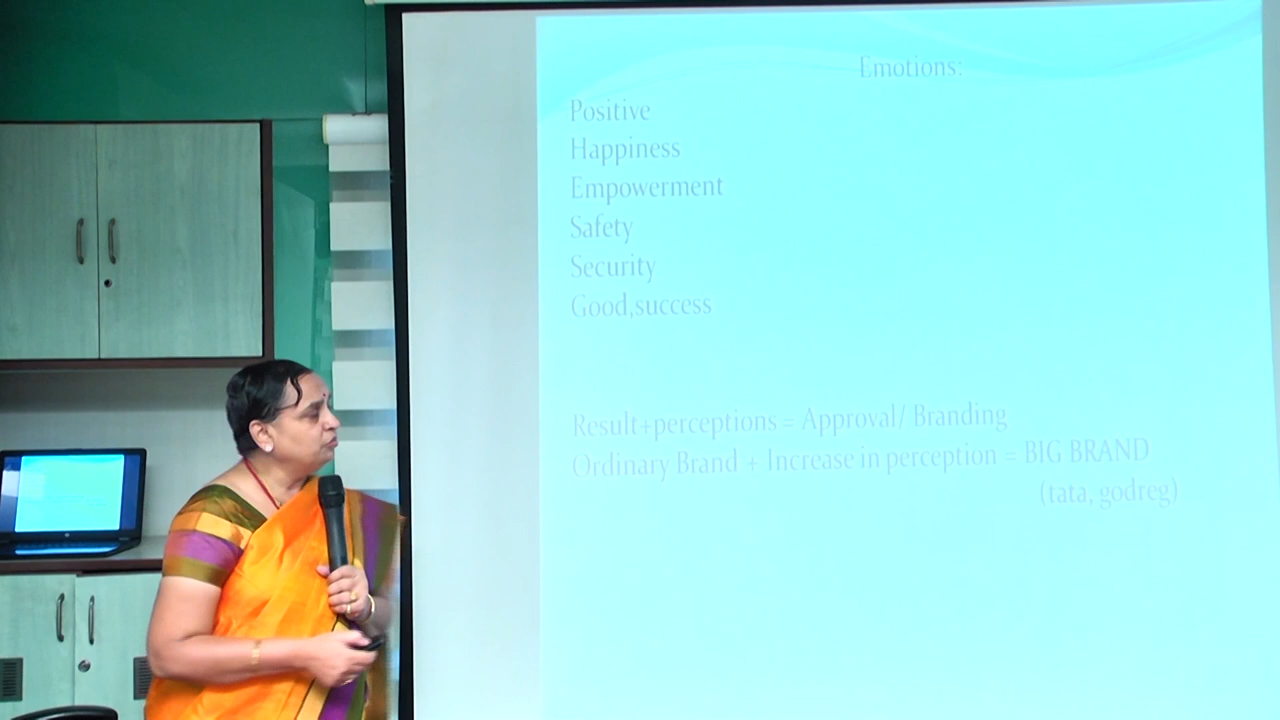 Emotions:
Positive
Happiness
Empowerment
Safety
Security
Good,success
Result+perceptions = Approval/ Branding
Ordinary Brand + Increase in perception = BIG BRAND
(tata, godreg)